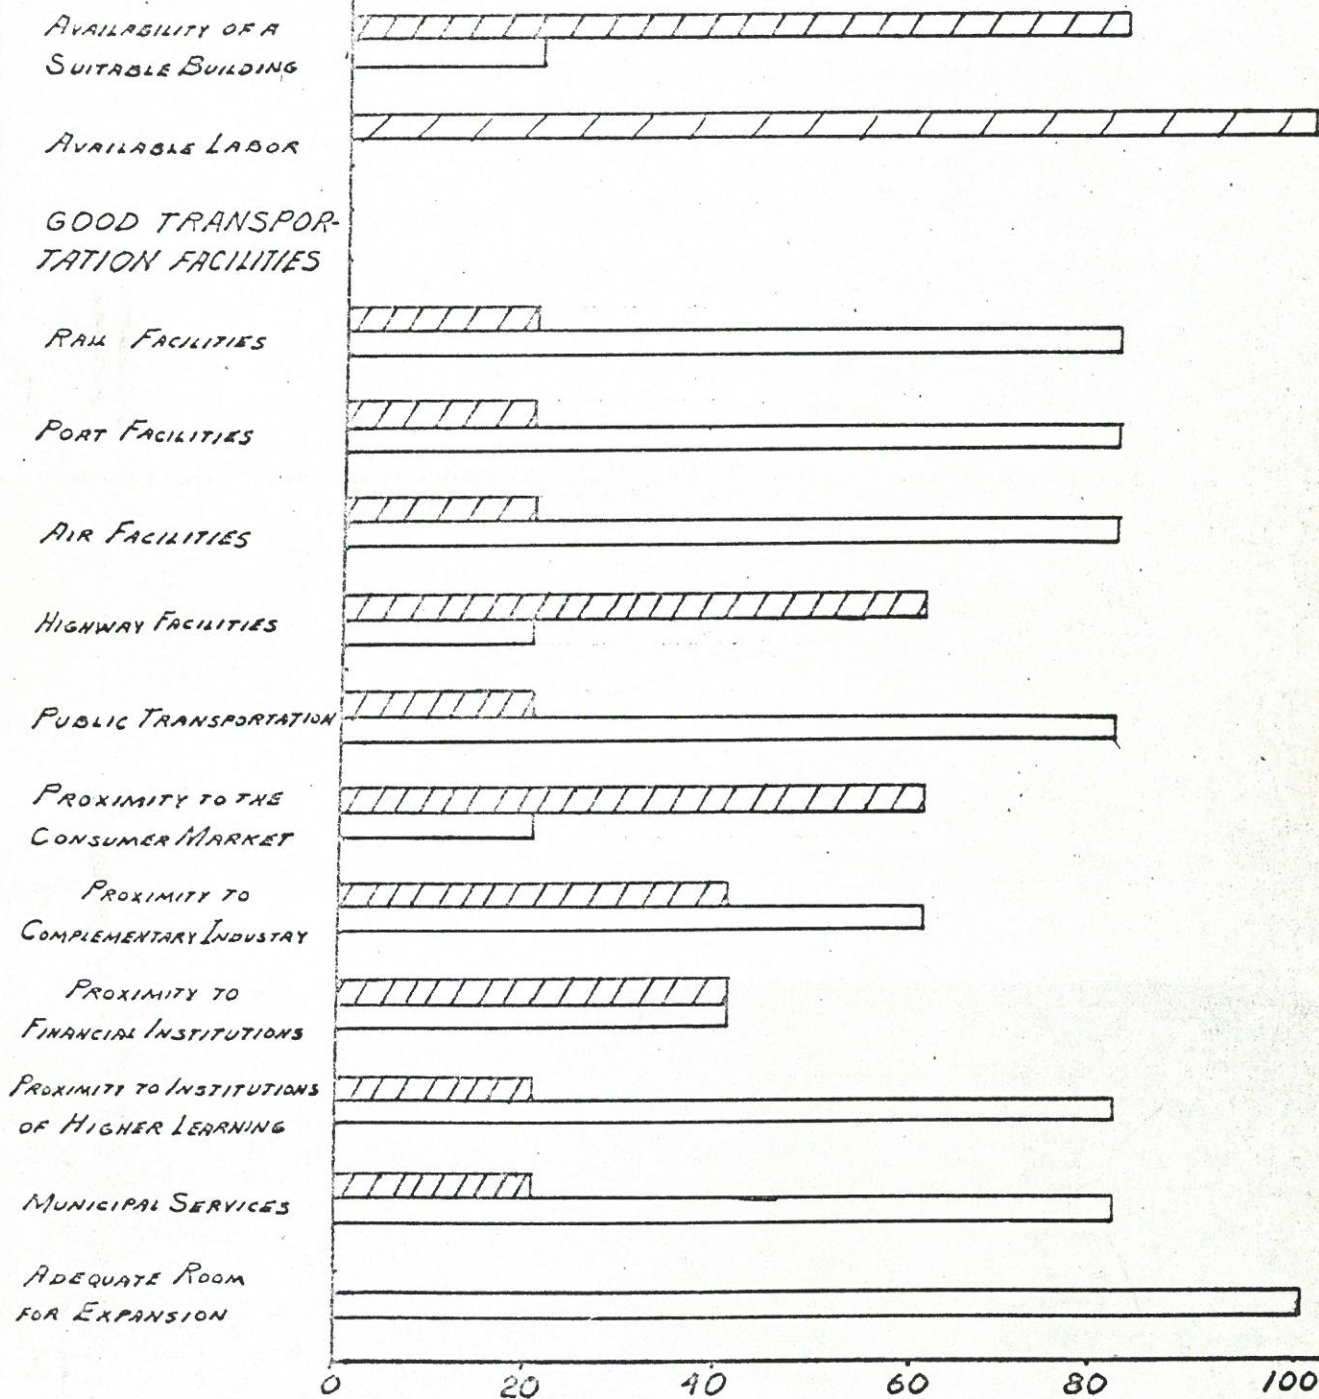 AVAILABILITY OF A
SUITABLE BUILDING
AVAILABLE LABOR
GOOD TRANSPOR-
TATION FACILITIES
RAIL FACILITIES
PORT FACILITIES
AIR FACILITIES
HIGHWAY FACILITIES
PUBLIC TRANSPORTATION
PROXIMITY TO THE
CONSUMER MARKET
PROXIMITY TO
COMPLEMENTARY INDUSTRY
PROXIMITY TO
FINANCIAL INSTITUTIONS
PROXIMITY TO INSTITUTIONS
OF HIGHER LEARNING
MUNICIPAL SERVICES
ADEQUATE ROOM
FOR EXPANSION
0 20 40 60 80 100